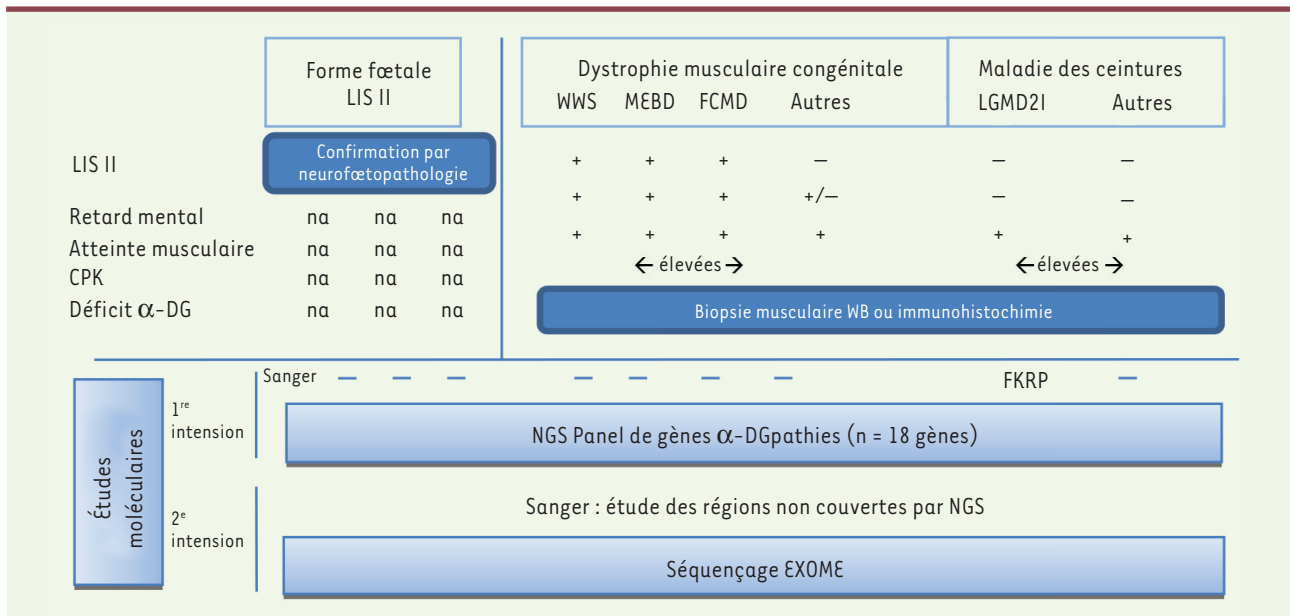 Forme fœtale
LIS II
Dystrophie musculaire congénitale
WWS MEBD FCMD Autres
Maladie des ceintures
LGMD2I Autres
LIS II
Confirmation par
neurofœtopathologie
+ + + — — —
+ + + +/— — —
Retard mental na na na
+ + + + + +
Atteinte musculaire na na na
CPK na na na
← élevées → ← élevées →
Déficit α-DG na na na
Biopsie musculaire WB ou immunohistochimie
Études
moléculaires
1re
intension
Sanger — — — — — — — FKRP —
NGS Panel de gènes α-DGpathies (n = 18 gènes)
2e
intension
Sanger : étude des régions non couvertes par NGS
Séquençage EXOME